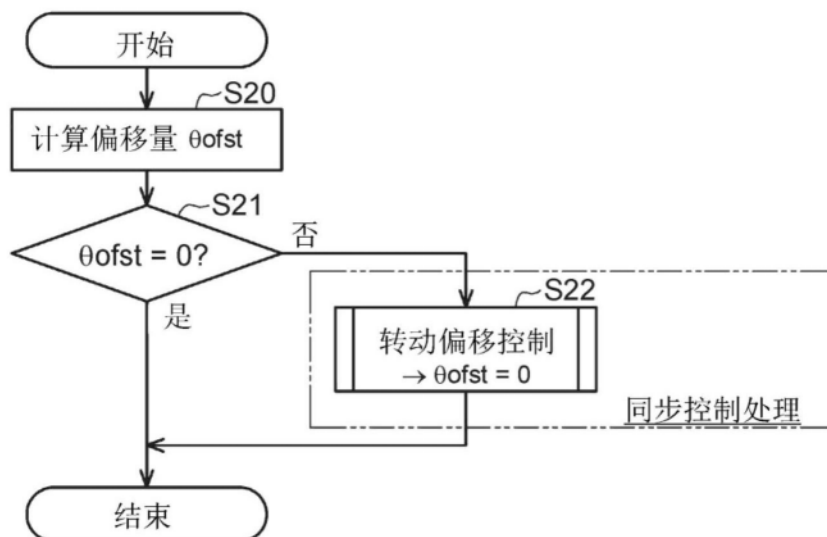 开始
S20
计算偏移量 θofst
S21
θofst = 0?
否
是
S22
转动偏移控制
→ θofst = 0
同步控制处理
结束